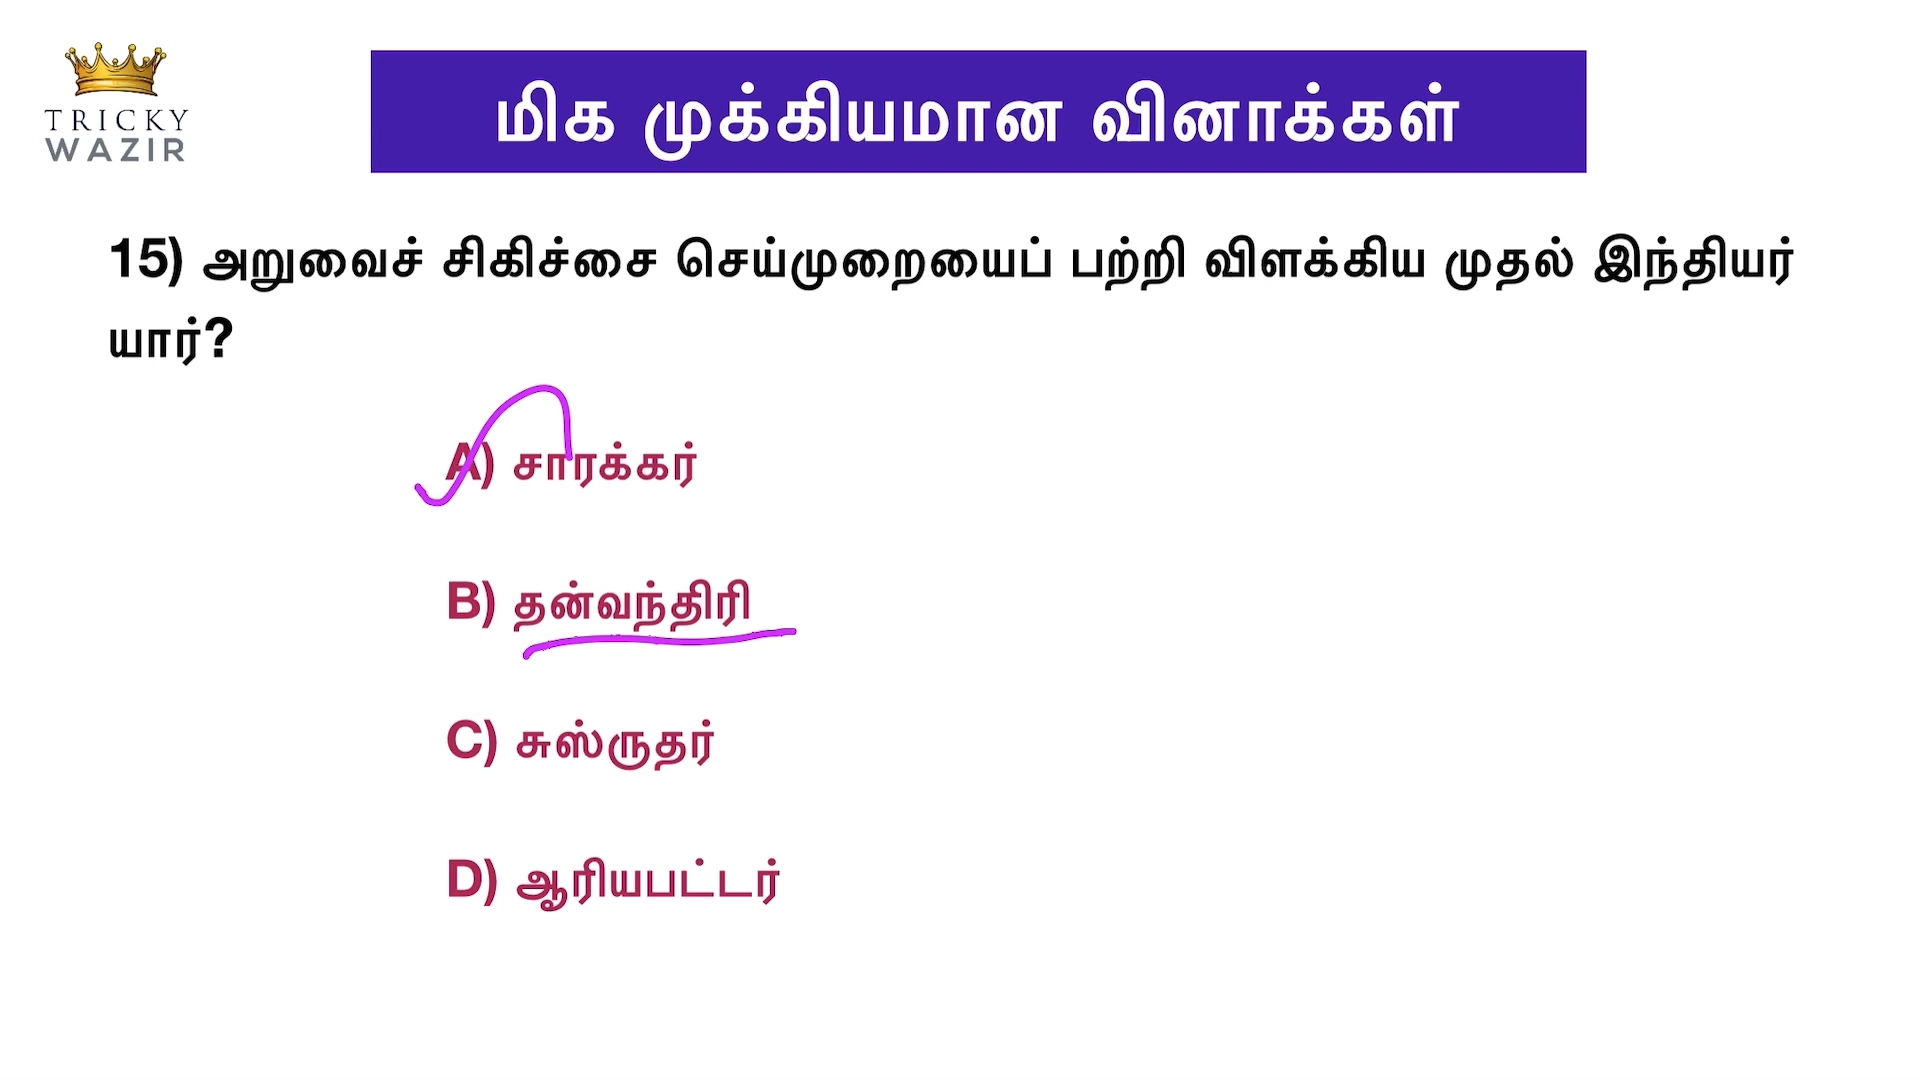 TRICKY
WAZIR
மிக முக்கியமான வினாக்கள்
15) அறுவைச் சிகிச்சை செய்முறையைப் பற்றி விளக்கிய முதல் இந்தியர்
யார்?
A) சாரக்கர்
B) தன்வந்திரி
C) சுஸ்ருதர்
D) ஆரியபட்டர்